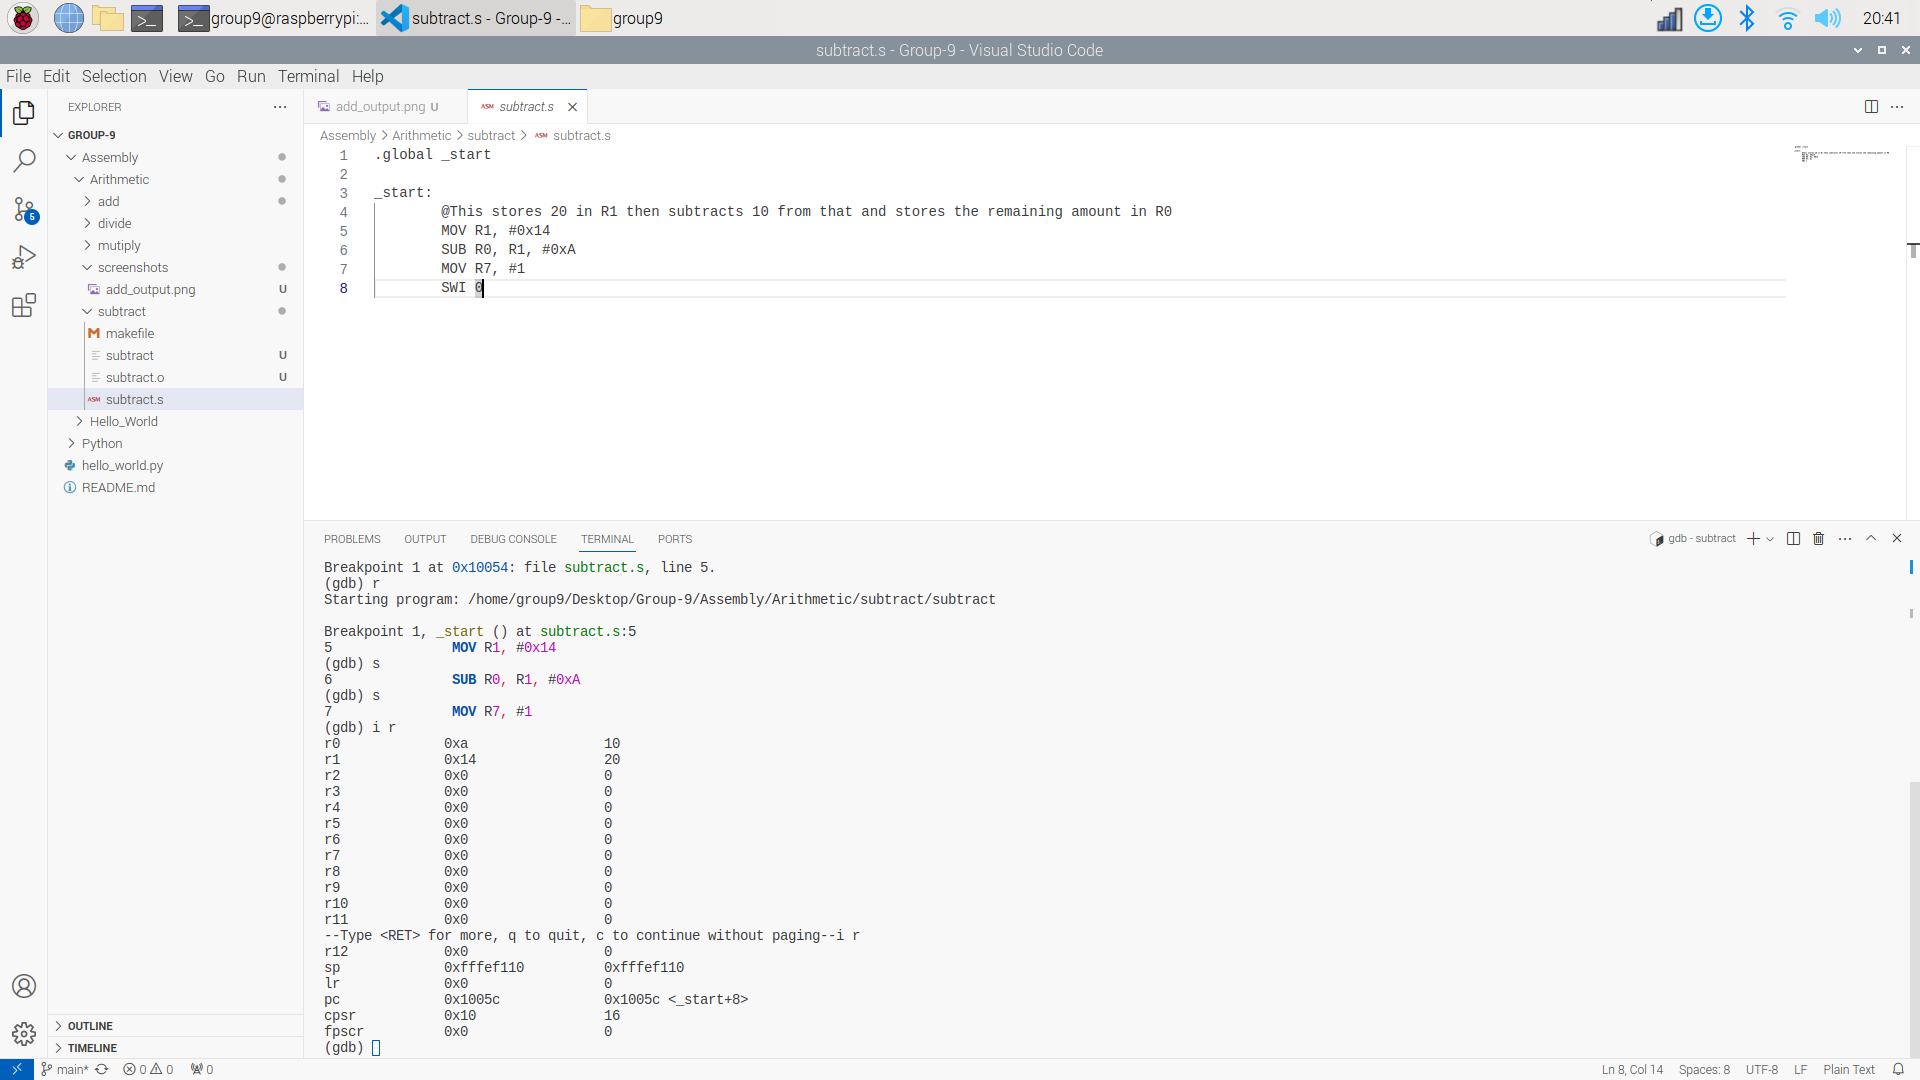 group9@raspberrypi:...
subtract.s - Group-9 -...
group9
20:41
subtract.s - Group-9 - Visual Studio Code
File Edit Selection View Go Run Terminal Help
EXPLORER
add_output.png U
ASM subtract.s
GROUP-9
Assembly > Arithmetic > subtract > ASM subtract.s
Assembly
Arithmetic
add
divide
mutiply
screenshots
add_output.png U
subtract
makefile
subtract U
subtract.o U
ASM subtract.s
Hello_World
Python
hello_world.py
README.md
5
1 .global _start
2
3 _start:
4 @This stores 20 in R1 then subtracts 10 from that and stores the remaining amount in R0
5 MOV R1, #0x14
6 SUB R0, R1, #0xA
7 MOV R7, #1
8 SWI 0
PROBLEMS OUTPUT DEBUG CONSOLE TERMINAL PORTS
gdb - subtract
Breakpoint 1 at 0x10054: file subtract.s, line 5.
(gdb) r
Starting program: /home/group9/Desktop/Group-9/Assembly/Arithmetic/subtract/subtract
Breakpoint 1, _start () at subtract.s:5
5 MOV R1, #0x14
(gdb) s
6 SUB R0, R1, #0xA
(gdb) s
7 MOV R7, #1
(gdb) i r
r0 0xa 10
r1 0x14 20
r2 0x0 0
r3 0x0 0
r4 0x0 0
r5 0x0 0
r6 0x0 0
r7 0x0 0
r8 0x0 0
r9 0x0 0
r10 0x0 0
r11 0x0 0
--Type <RET> for more, q to quit, c to continue without paging--i r
r12 0x0 0
sp 0xfffef110 0xfffef110
lr 0x0 0
pc 0x1005c 0x1005c <_start+8>
cpsr 0x10 16
fpscr 0x0 0
(gdb)
OUTLINE
TIMELINE
main* 0 0 0
Ln 8, Col 14 Spaces: 8 UTF-8 LF Plain Text